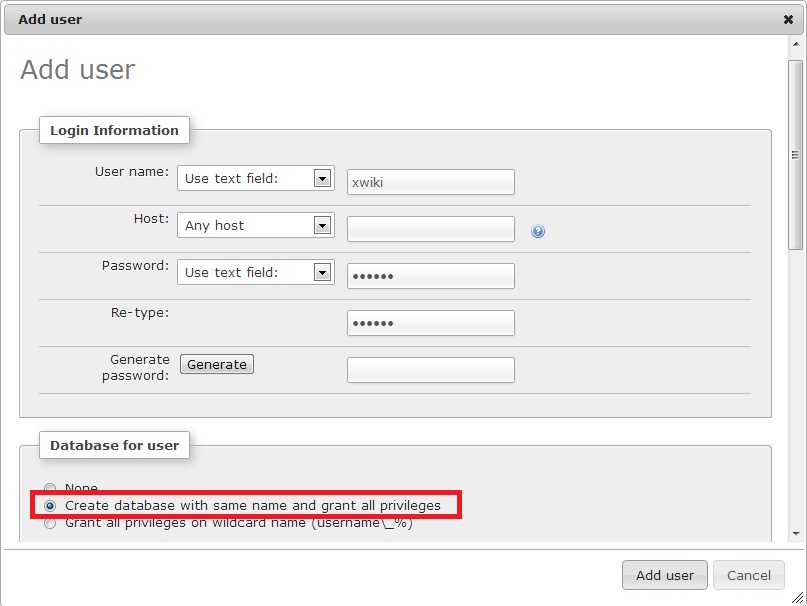 Add user
Add user
Login Information
User name: Use text field: xwiki
Host: Any host
Password: Use text field: ••••••
Re-type: ••••••
Generate
password: Generate
Database for user
None
Create database with same name and grant all privileges
Grant all privileges on wildcard name (username\_%)
Add user Cancel